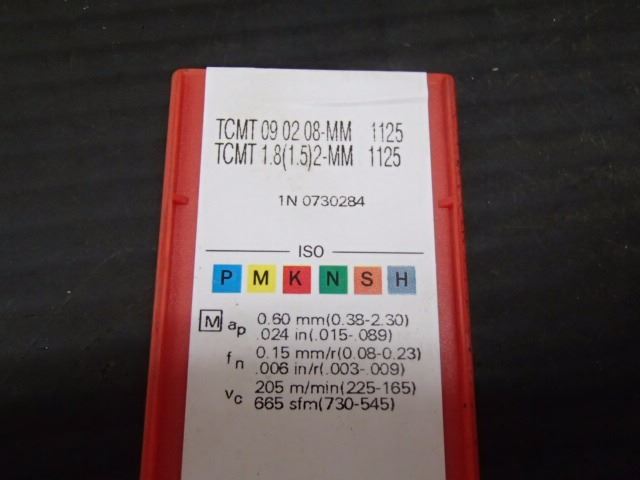 TCMT 09 02 08-MM 1125
TCMT 1.8(1.5)2-MM 1125
1N 0730284
ISO
P M K N S H
M ap 0.60 mm(0.38-2.30)
.024 in(.015-.089)
fn 0.15 mm/r(0.08-0.23)
.006 in/r(.003-.009)
vc 205 m/min(225-165)
665 sfm(730-545)